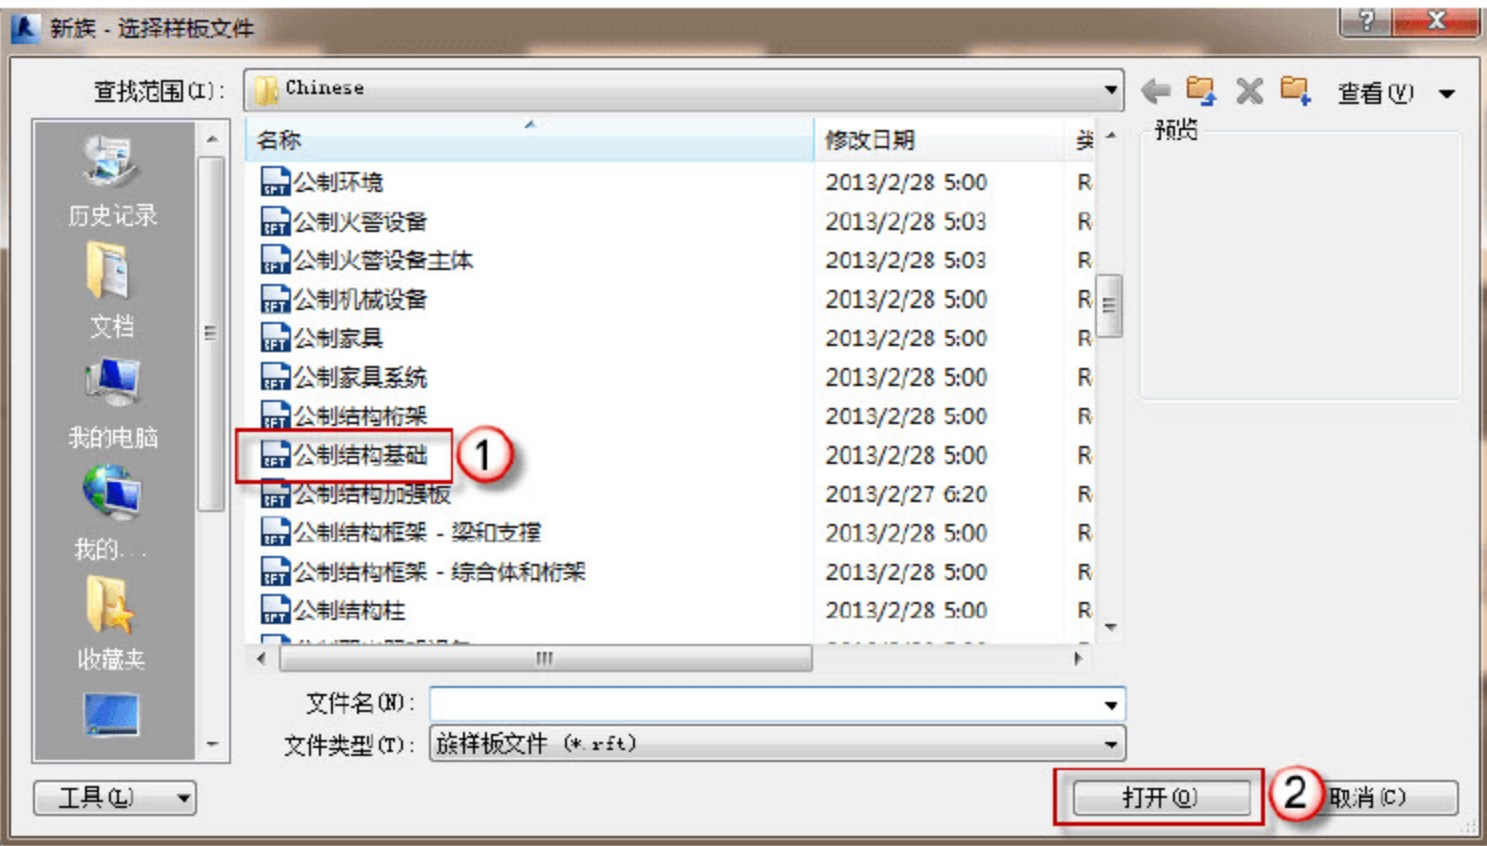 新族 - 选择样板文件
查找范围(I): Chinese 查看(V)
名称 修改日期 类
预览
公制环境 2013/2/28 5:00 R
公制火警设备 2013/2/28 5:03 R
公制火警设备主体 2013/2/28 5:03 R
公制机械设备 2013/2/28 5:00 R
公制家具 2013/2/28 5:00 R
公制家具系统 2013/2/28 5:00 R
公制结构桁架 2013/2/28 5:00 R
公制结构基础 1 2013/2/28 5:00 R
公制结构加强板 2013/2/27 6:20 R
公制结构框架 - 梁和支撑 2013/2/28 5:00 R
公制结构框架 - 综合体和桁架 2013/2/28 5:00 R
公制结构柱 2013/2/28 5:00 R
历史记录
文档
我的电脑
我的...
收藏夹
文件名(N):
文件类型(T): 族样板文件 (*.rft)
工具(L) 打开(O) 2 取消(C)